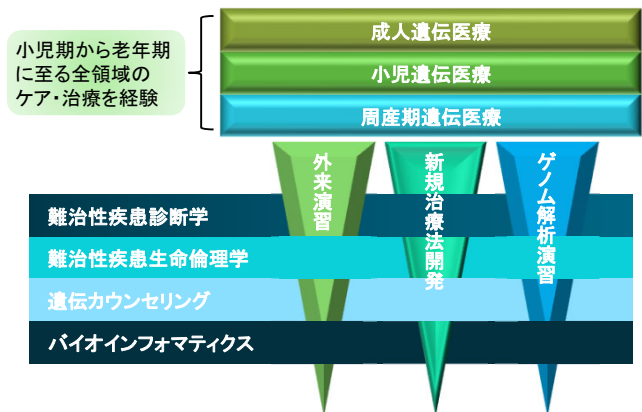 小児期から老年期
に至る全領域の
ケア・治療を経験
成人遺伝医療
小児遺伝医療
周産期遺伝医療
外来演習
新規治療法開発
ゲノム解析演習
難治性疾患診断学
難治性疾患生命倫理学
遺伝カウンセリング
バイオインフォマティクス